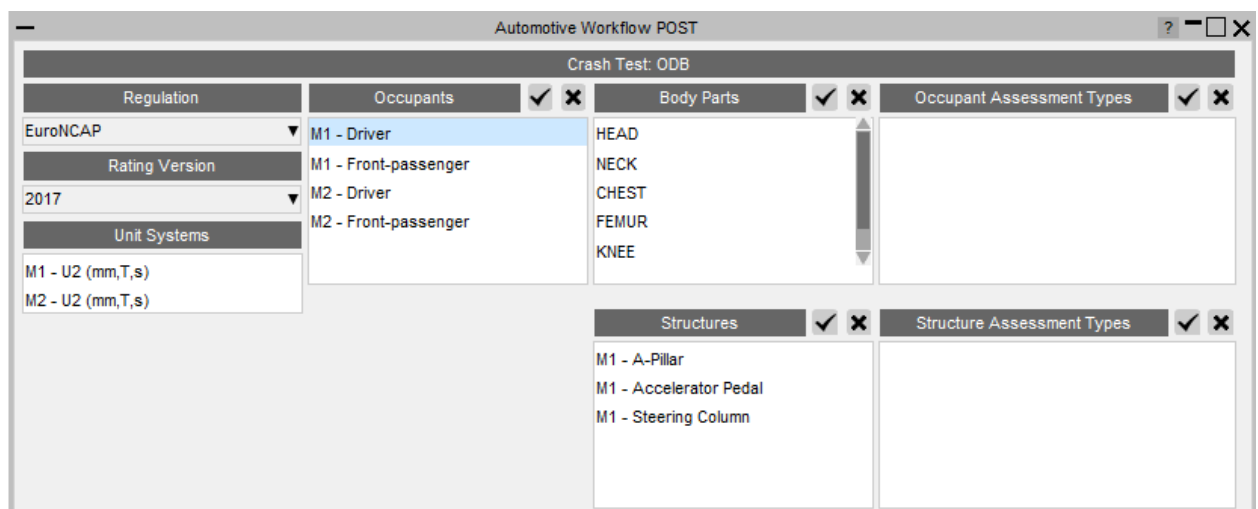 Automotive Workflow POST
?
Crash Test: ODB
Regulation
EuroNCAP
Rating Version
2017
Unit Systems
M1 - U2 (mm,T,s)
M2 - U2 (mm,T,s)
Occupants
M1 - Driver
M1 - Front-passenger
M2 - Driver
M2 - Front-passenger
Body Parts
HEAD
NECK
CHEST
FEMUR
KNEE
Occupant Assessment Types
Structures
M1 - A-Pillar
M1 - Accelerator Pedal
M1 - Steering Column
Structure Assessment Types